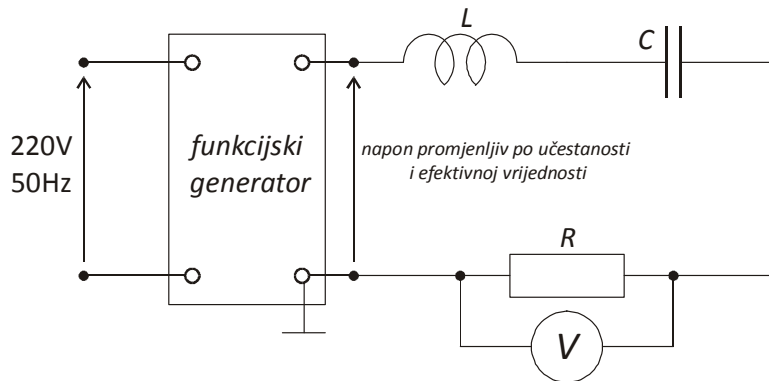 L
C
220V
50Hz
funkcijski
generator
napon promjenljiv po učestanosti
i efektivnoj vrijednosti
R
V